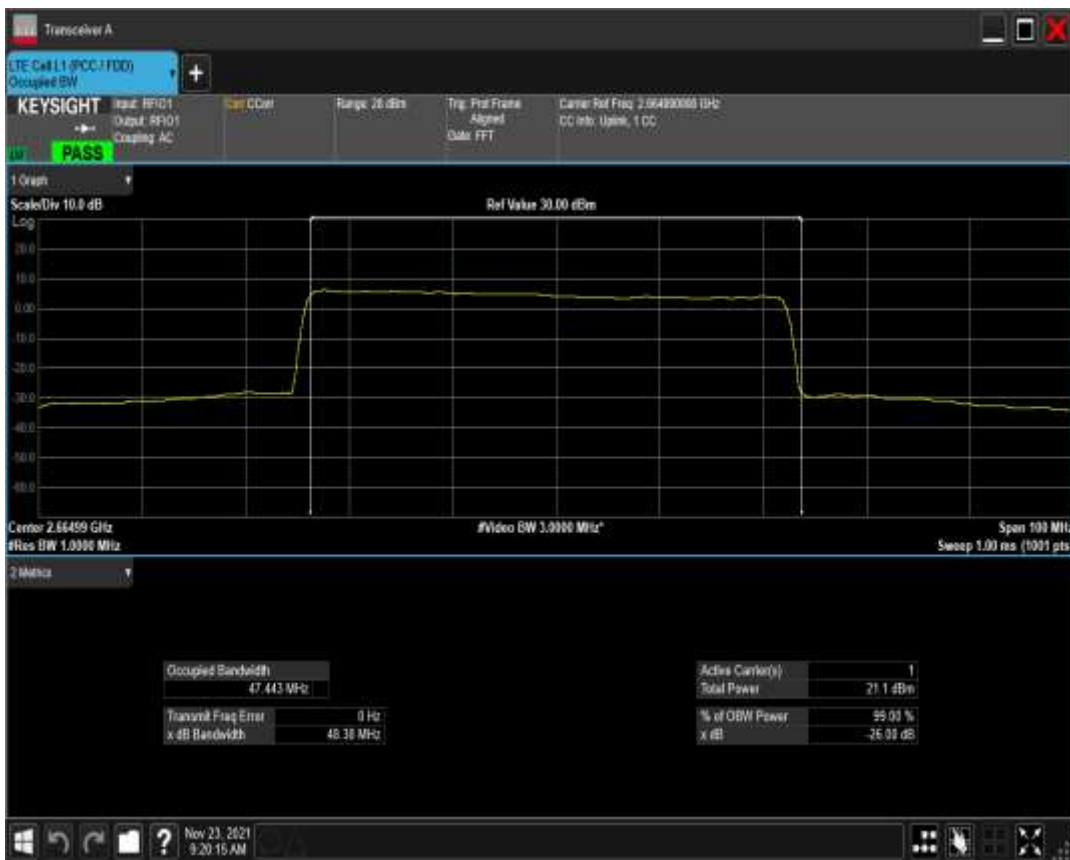 Transceiver A
LTE Cell L1 (PCC / FDD)
Occupied BW
+
KEYSIGHT
Input: RFIO1
Output: RFIO1
Coupling: AC
Corr CCorr
Range: 28 dBm
Trig: Prd Frame
Aligned
Gate: FFT
Carrier Ref Freq: 2.664990000 GHz
CC Info: Uplink, 1 CC
PASS
1 Graph
Scale/Div 10.0 dB
Ref Value 30.00 dBm
Log
20.0
10.0
0.00
-10.0
-20.0
-30.0
-40.0
-50.0
-60.0
Center 2.66499 GHz
#Video BW 3.0000 MHz*
Span 100 MHz
#Res BW 1.0000 MHz
Sweep 1.00 ms (1001 pts
2 Metrics
Occupied Bandwidth
47.443 MHz
Transmit Freq Error 0 Hz
x dB Bandwidth 48.38 MHz
Active Carrier(s) 1
Total Power 21.1 dBm
% of OBW Power 99.00 %
x dB -26.00 dB
?
Nov 23, 2021
9:20:15 AM